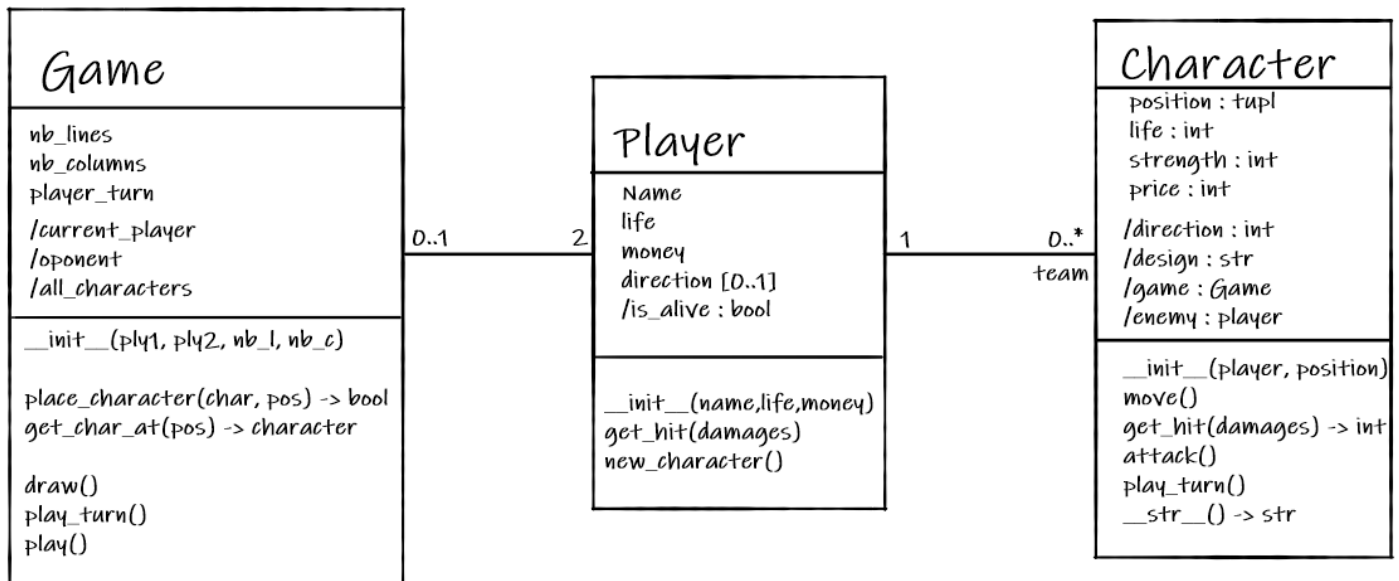 Game
nb_lines
nb_columns
player_turn
/current_player
/oponent
/all_characters
__init__(ply1, ply2, nb_l, nb_c)
place_character(char, pos) -> bool
get_char_at(pos) -> character
draw()
play_turn()
play()
0..1
2
Player
Name
life
money
direction [0..1]
/is_alive : bool
__init__(name,life,money)
get_hit(damages)
new_character()
1
0..*
team
Character
position : tupl
life : int
strength : int
price : int
/direction : int
/design : str
/game : Game
/enemy : player
__init__(player, position)
move()
get_hit(damages) -> int
attack()
play_turn()
__str__() -> str